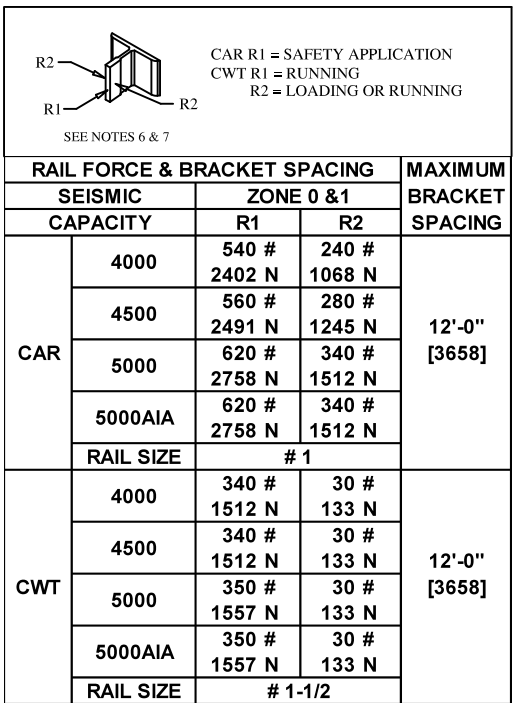 R2
R1
R2
SEE NOTES 6 & 7
CAR R1 = SAFETY APPLICATION
CWT R1 = RUNNING
R2 = LOADING OR RUNNING
RAIL FORCE & BRACKET SPACING
MAXIMUM BRACKET SPACING
SEISMIC
ZONE 0 &1
CAPACITY
R1
R2
CAR
4000
540 #
240 #
2402 N
1068 N
4500
560 #
280 #
2491 N
1245 N
12'-0"
[3658]
5000
620 #
340 #
2758 N
1512 N
5000AIA
620 #
340 #
2758 N
1512 N
RAIL SIZE
# 1
CWT
4000
340 #
30 #
1512 N
133 N
4500
340 #
30 #
1512 N
133 N
12'-0"
[3658]
5000
350 #
30 #
1557 N
133 N
5000AIA
350 #
30 #
1557 N
133 N
RAIL SIZE
# 1-1/2